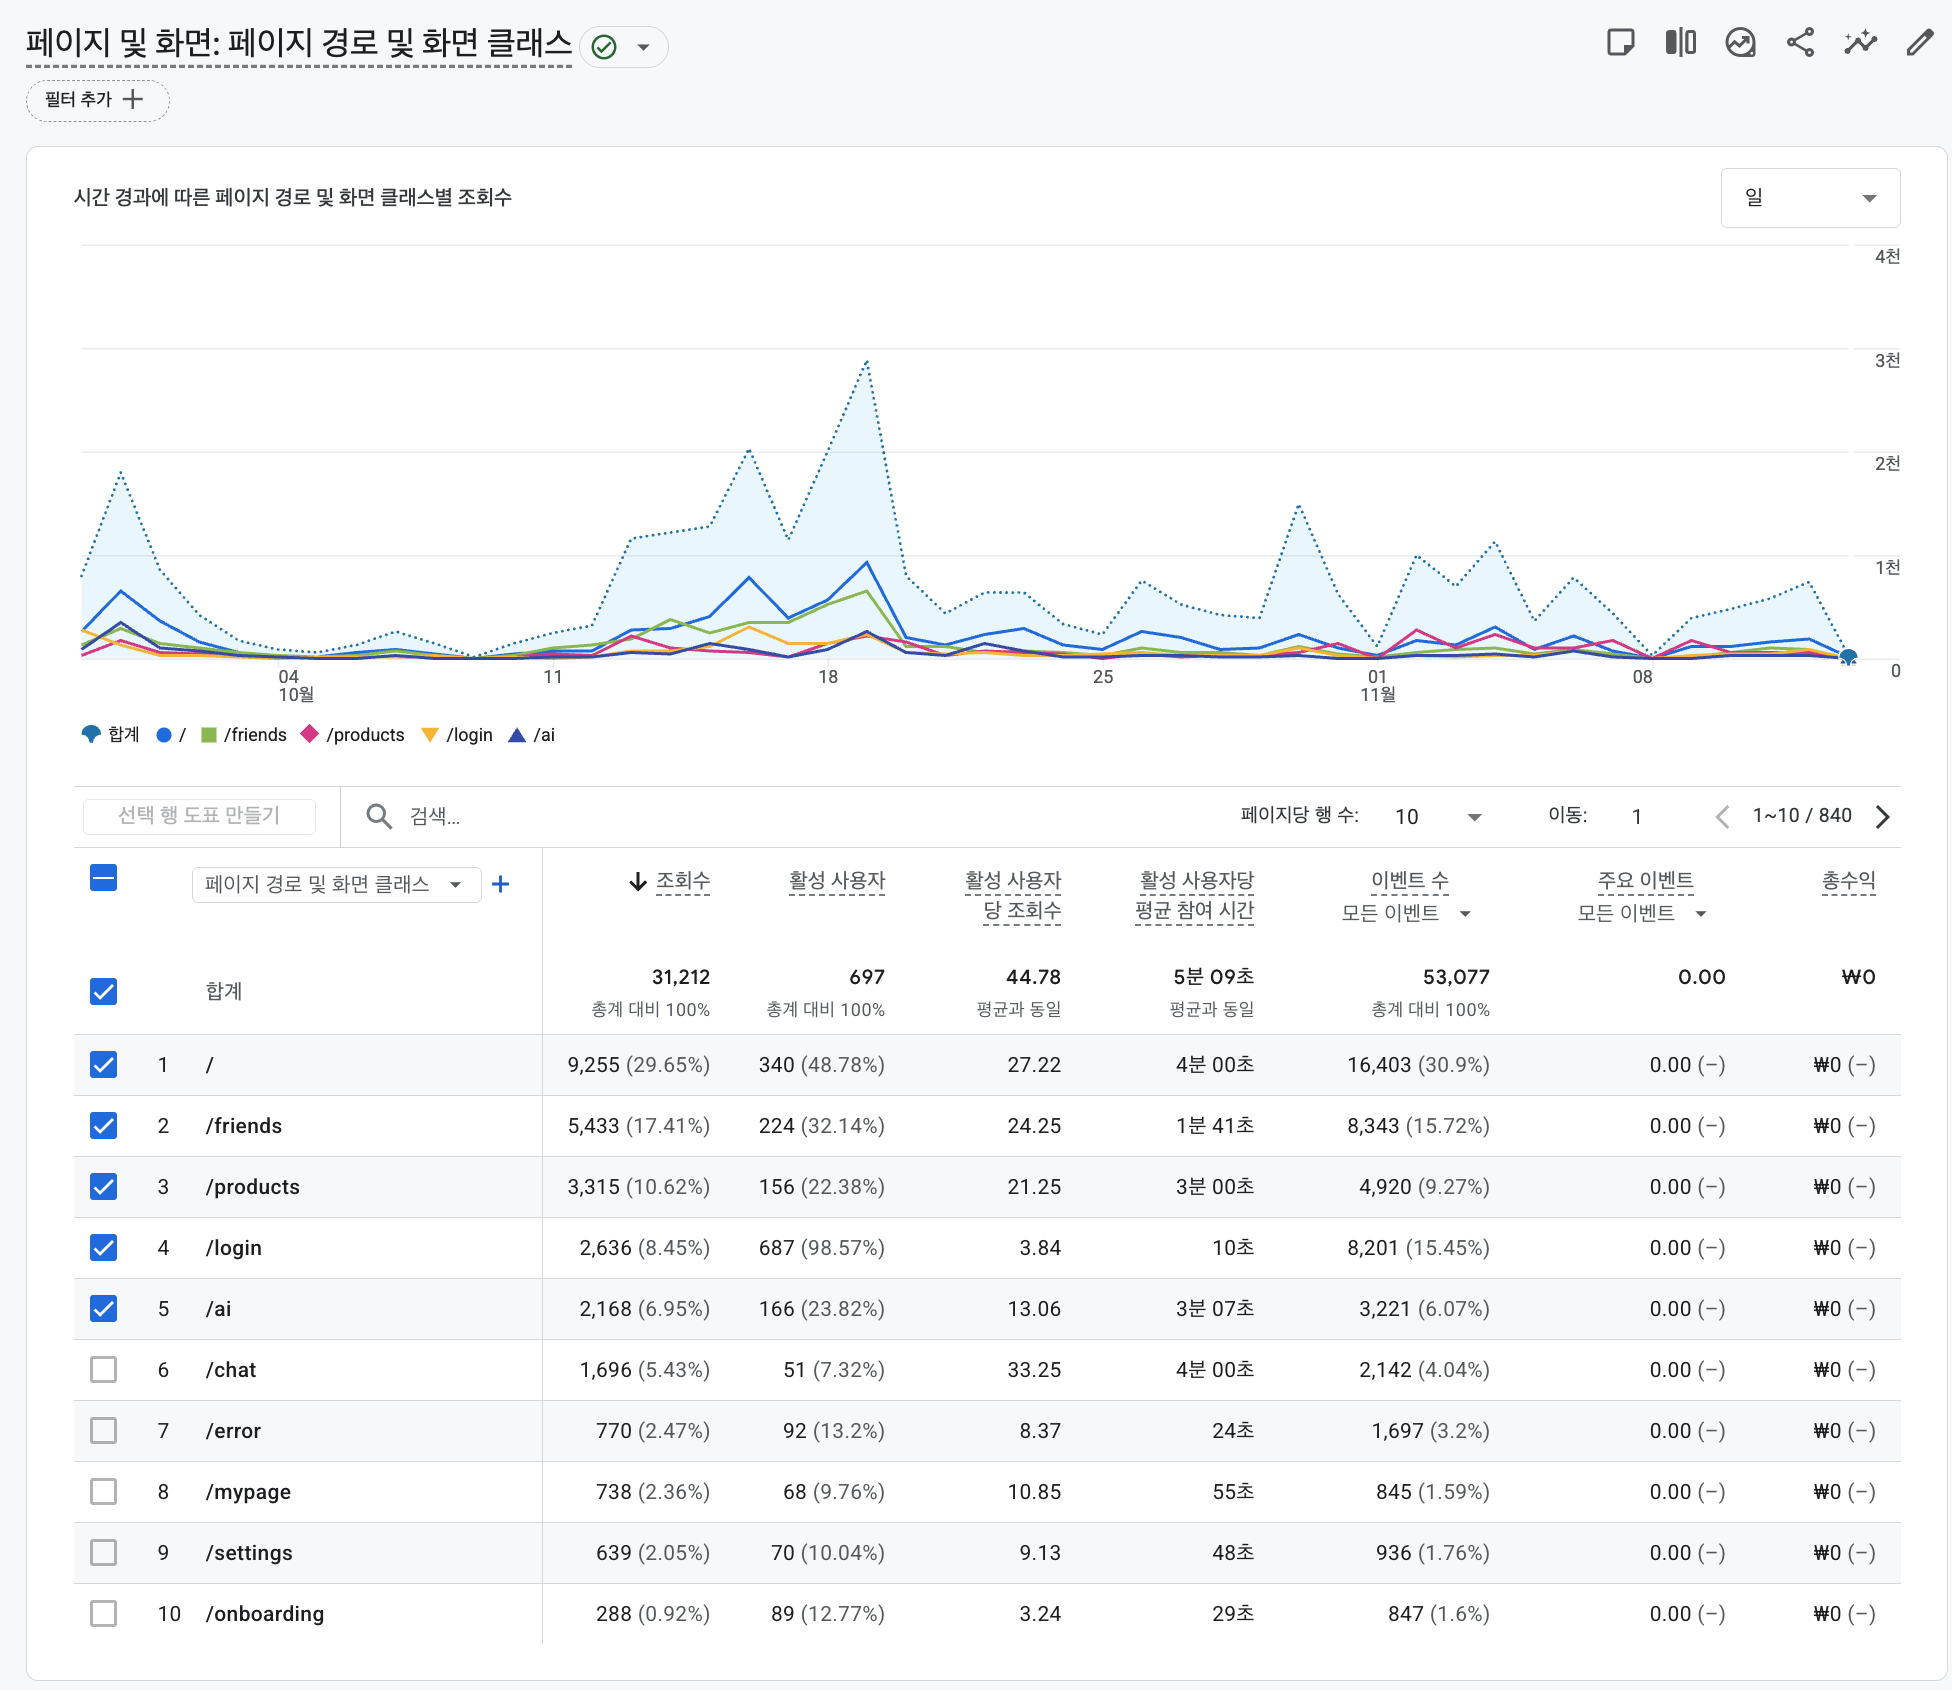 페이지 및 화면: 페이지 경로 및 화면 클래스
필터 추가
시간 경과에 따른 페이지 경로 및 화면 클래스별 조회수
일
4천
3천
2천
1천
0
04 11 18 25 01 08
10월 11월
합계 / /friends /products /login /ai
선택 행 도표 만들기 검색... 페이지당 행 수: 10 이동: 1 1~10 / 840
페이지 경로 및 화면 클래스 + 조회수 활성 사용자 활성 사용자 활성 사용자당 이벤트 수 주요 이벤트 총수익
당 조회수 평균 참여 시간 모든 이벤트 모든 이벤트
합계 31,212 697 44.78 5분 09초 53,077 0.00 ₩0
총계 대비 100% 총계 대비 100% 평균과 동일 평균과 동일 총계 대비 100%
1 / 9,255 (29.65%) 340 (48.78%) 27.22 4분 00초 16,403 (30.9%) 0.00 (–) ₩0 (–)
2 /friends 5,433 (17.41%) 224 (32.14%) 24.25 1분 41초 8,343 (15.72%) 0.00 (–) ₩0 (–)
3 /products 3,315 (10.62%) 156 (22.38%) 21.25 3분 00초 4,920 (9.27%) 0.00 (–) ₩0 (–)
4 /login 2,636 (8.45%) 687 (98.57%) 3.84 10초 8,201 (15.45%) 0.00 (–) ₩0 (–)
5 /ai 2,168 (6.95%) 166 (23.82%) 13.06 3분 07초 3,221 (6.07%) 0.00 (–) ₩0 (–)
6 /chat 1,696 (5.43%) 51 (7.32%) 33.25 4분 00초 2,142 (4.04%) 0.00 (–) ₩0 (–)
7 /error 770 (2.47%) 92 (13.2%) 8.37 24초 1,697 (3.2%) 0.00 (–) ₩0 (–)
8 /mypage 738 (2.36%) 68 (9.76%) 10.85 55초 845 (1.59%) 0.00 (–) ₩0 (–)
9 /settings 639 (2.05%) 70 (10.04%) 9.13 48초 936 (1.76%) 0.00 (–) ₩0 (–)
10 /onboarding 288 (0.92%) 89 (12.77%) 3.24 29초 847 (1.6%) 0.00 (–) ₩0 (–)